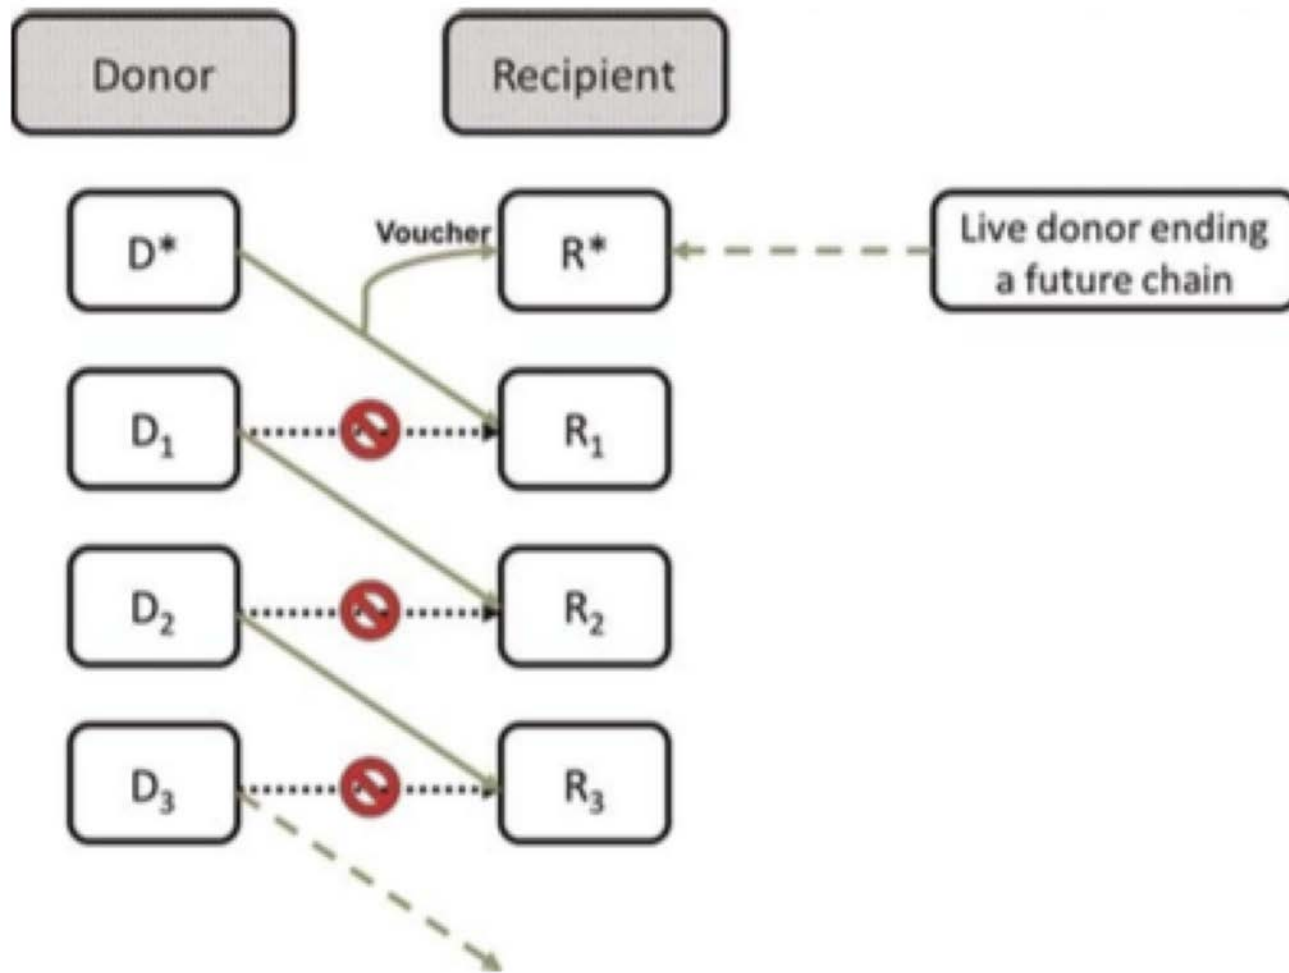 Donor
Recipient
D*
Voucher
R*
Live donor ending
a future chain
D₁
R₁
D₂
R₂
D₃
R₃